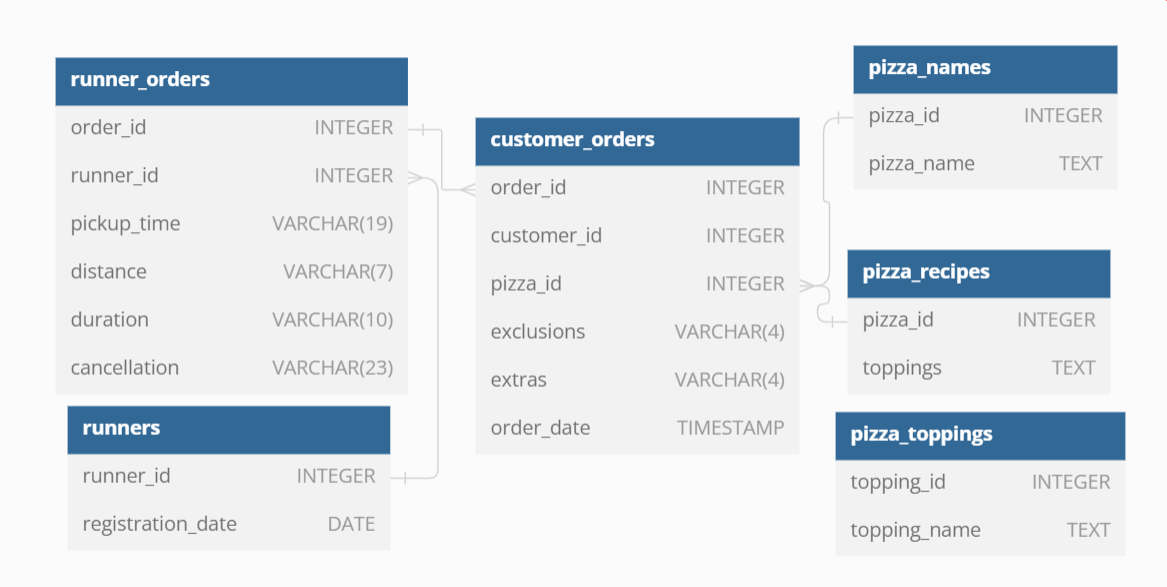 runner_orders
order_id INTEGER
runner_id INTEGER
pickup_time VARCHAR(19)
distance VARCHAR(7)
duration VARCHAR(10)
cancellation VARCHAR(23)
runners
runner_id INTEGER
registration_date DATE
customer_orders
order_id INTEGER
customer_id INTEGER
pizza_id INTEGER
exclusions VARCHAR(4)
extras VARCHAR(4)
order_date TIMESTAMP
pizza_names
pizza_id INTEGER
pizza_name TEXT
pizza_recipes
pizza_id INTEGER
toppings TEXT
pizza_toppings
topping_id INTEGER
topping_name TEXT